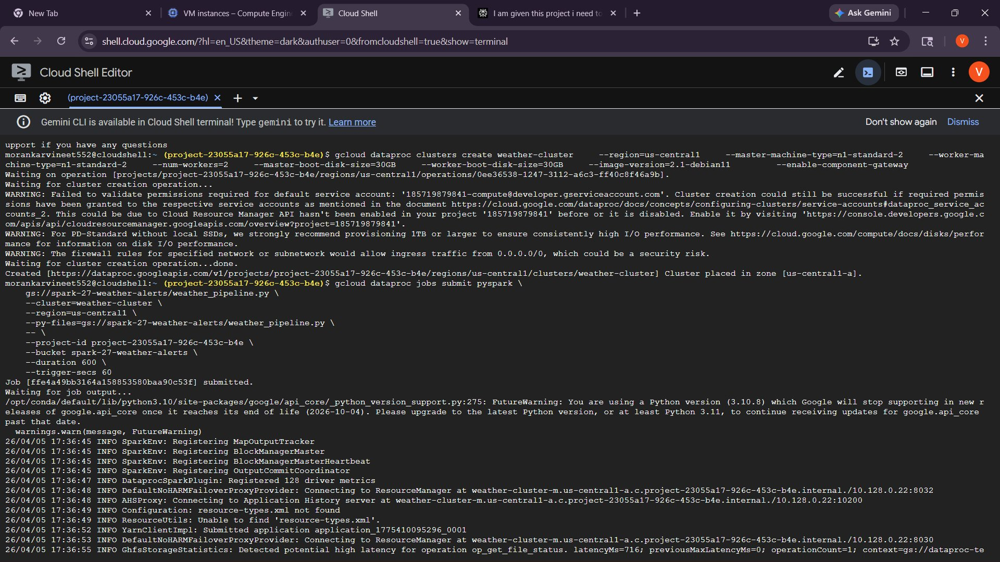 New Tab
VM instances – Compute Engin
Cloud Shell
I am given this project i need to
Ask Gemini
shell.cloud.google.com/?hl=en_US&theme=dark&authuser=0&fromcloudshell=true&show=terminal
V
Cloud Shell Editor
V
(project-23055a17-926c-453c-b4e)
Gemini CLI is available in Cloud Shell terminal! Type gemini to try it. Learn more
Don't show again
Dismiss
upport if you have any questions
morankarvineet552@cloudshell:~ (project-23055a17-926c-453c-b4e)$ gcloud dataproc clusters create weather-cluster     --region=us-central1     --master-machine-type=n1-standard-2     --worker-ma
chine-type=n1-standard-2     --num-workers=2     --master-boot-disk-size=30GB     --worker-boot-disk-size=30GB     --image-version=2.1-debian11         --enable-component-gateway
Waiting on operation [projects/project-23055a17-926c-453c-b4e/regions/us-central1/operations/0ee36538-1247-3112-a6c3-ff40c8f46a9b].
Waiting for cluster creation operation...
WARNING: Failed to validate permissions required for default service account: '185719879841-compute@developer.gserviceaccount.com'. Cluster creation could still be successful if required permis
sions have been granted to the respective service accounts as mentioned in the document https://cloud.google.com/dataproc/docs/concepts/configuring-clusters/service-accounts#dataproc_service_ac
counts_2. This could be due to Cloud Resource Manager API hasn't been enabled in your project '185719879841' before or it is disabled. Enable it by visiting 'https://console.developers.google.c
om/apis/api/cloudresourcemanager.googleapis.com/overview?project=185719879841'.
WARNING: For PD-Standard without local SSDs, we strongly recommend provisioning 1TB or larger to ensure consistently high I/O performance. See https://cloud.google.com/compute/docs/disks/perfor
mance for information on disk I/O performance.
WARNING: The firewall rules for specified network or subnetwork would allow ingress traffic from 0.0.0.0/0, which could be a security risk.
Waiting for cluster creation operation...done.
Created [https://dataproc.googleapis.com/v1/projects/project-23055a17-926c-453c-b4e/regions/us-central1/clusters/weather-cluster] Cluster placed in zone [us-central1-a].
morankarvineet552@cloudshell:~ (project-23055a17-926c-453c-b4e)$ gcloud dataproc jobs submit pyspark \
gs://spark-27-weather-alerts/weather_pipeline.py \
--cluster=weather-cluster \
--region=us-central1 \
--py-files=gs://spark-27-weather-alerts/weather_pipeline.py \
-- \
--project-id project-23055a17-926c-453c-b4e \
--bucket spark-27-weather-alerts \
--duration 600 \
--trigger-secs 60
Job [ffe4a49bb3164a158853580baa90c53f] submitted.
Waiting for job output...
/opt/conda/default/lib/python3.10/site-packages/google/api_core/_python_version_support.py:275: FutureWarning: You are using a Python version (3.10.8) which Google will stop supporting in new r
eleases of google.api_core once it reaches its end of life (2026-10-04). Please upgrade to the latest Python version, or at least Python 3.11, to continue receiving updates for google.api_core
past that date.
warnings.warn(message, FutureWarning)
26/04/05 17:36:45 INFO SparkEnv: Registering MapOutputTracker
26/04/05 17:36:45 INFO SparkEnv: Registering BlockManagerMaster
26/04/05 17:36:45 INFO SparkEnv: Registering BlockManagerMasterHeartbeat
26/04/05 17:36:45 INFO SparkEnv: Registering OutputCommitCoordinator
26/04/05 17:36:47 INFO DataprocSparkPlugin: Registered 128 driver metrics
26/04/05 17:36:48 INFO DefaultNoHARMFailoverProxyProvider: Connecting to ResourceManager at weather-cluster-m.us-central1-a.c.project-23055a17-926c-453c-b4e.internal./10.128.0.22:8032
26/04/05 17:36:48 INFO AHSProxy: Connecting to Application History server at weather-cluster-m.us-central1-a.c.project-23055a17-926c-453c-b4e.internal./10.128.0.22:10200
26/04/05 17:36:49 INFO Configuration: resource-types.xml not found
26/04/05 17:36:49 INFO ResourceUtils: Unable to find 'resource-types.xml'.
26/04/05 17:36:52 INFO YarnClientImpl: Submitted application application_1775410095296_0001
26/04/05 17:36:53 INFO DefaultNoHARMFailoverProxyProvider: Connecting to ResourceManager at weather-cluster-m.us-central1-a.c.project-23055a17-926c-453c-b4e.internal./10.128.0.22:8030
26/04/05 17:36:55 INFO GhfsStorageStatistics: Detected potential high latency for operation op_get_file_status. latencyMs=716; previousMaxLatencyMs=0; operationCount=1; context=gs://dataproc-te